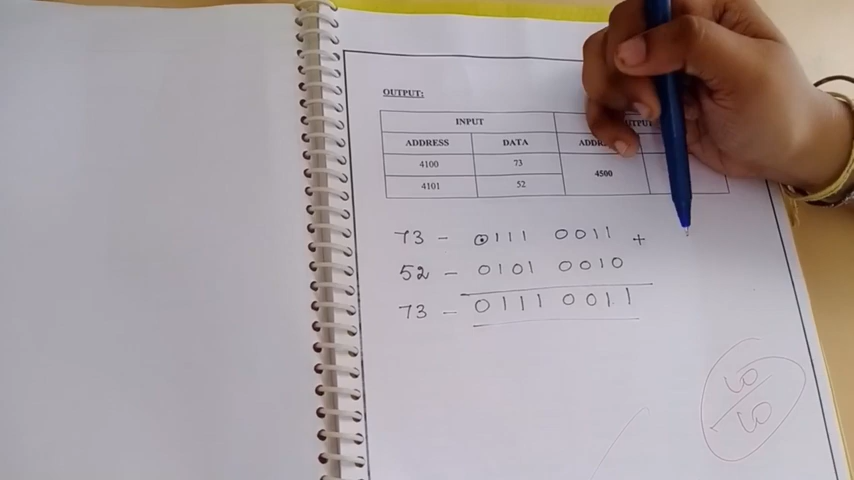 OUTPUT:
INPUT
ADDRESS DATA
4100 73
4500
4101 52
73 - 0111 0011 +
52 - 0101 0010
73 - 0111 0011